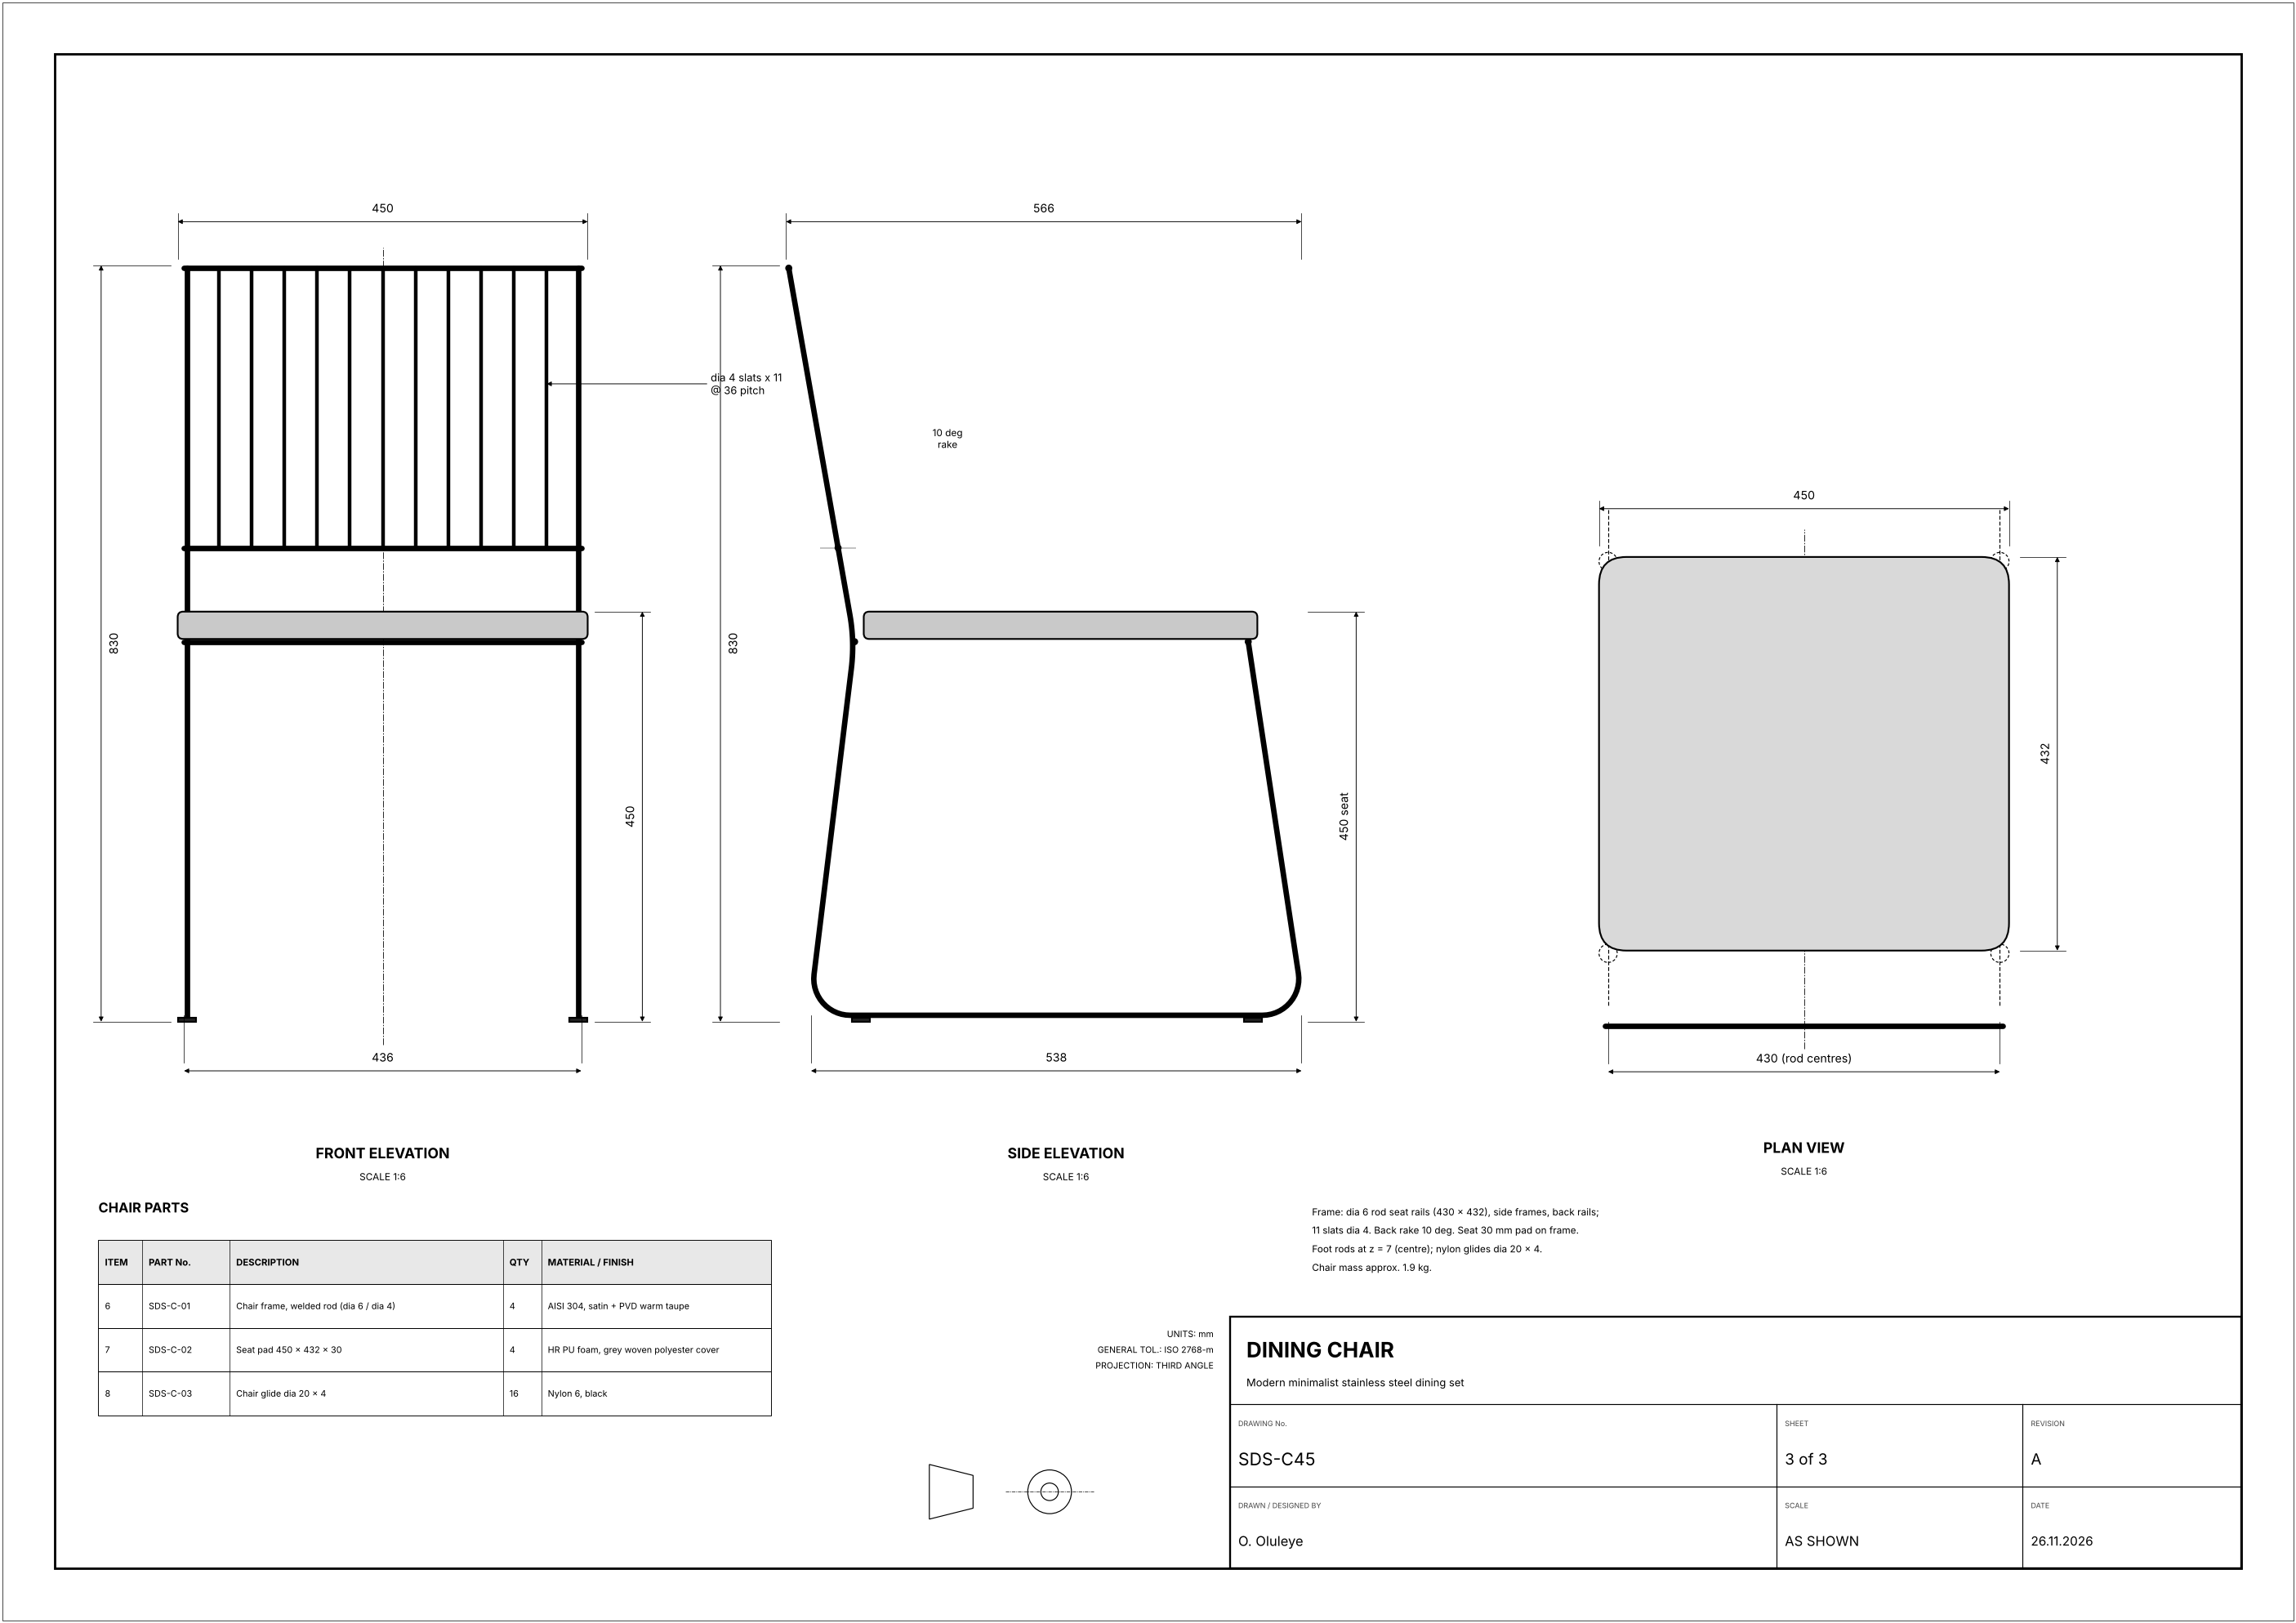 450
566
dia 4 slats x 11
@ 36 pitch
10 deg
rake
450
830
830
432
450
450 seat
436
538
430 (rod centres)
FRONT ELEVATION
SCALE 1:6
SIDE ELEVATION
SCALE 1:6
PLAN VIEW
SCALE 1:6
CHAIR PARTS
ITEM PART No. DESCRIPTION QTY MATERIAL / FINISH
6 SDS-C-01 Chair frame, welded rod (dia 6 / dia 4) 4 AISI 304, satin + PVD warm taupe
7 SDS-C-02 Seat pad 450 × 432 × 30 4 HR PU foam, grey woven polyester cover
8 SDS-C-03 Chair glide dia 20 × 4 16 Nylon 6, black
Frame: dia 6 rod seat rails (430 × 432), side frames, back rails;
11 slats dia 4. Back rake 10 deg. Seat 30 mm pad on frame.
Foot rods at z = 7 (centre); nylon glides dia 20 × 4.
Chair mass approx. 1.9 kg.
UNITS: mm
GENERAL TOL.: ISO 2768-m
PROJECTION: THIRD ANGLE
DINING CHAIR
Modern minimalist stainless steel dining set
DRAWING No. SHEET REVISION
SDS-C45 3 of 3 A
DRAWN / DESIGNED BY SCALE DATE
O. Oluleye AS SHOWN 26.11.2026